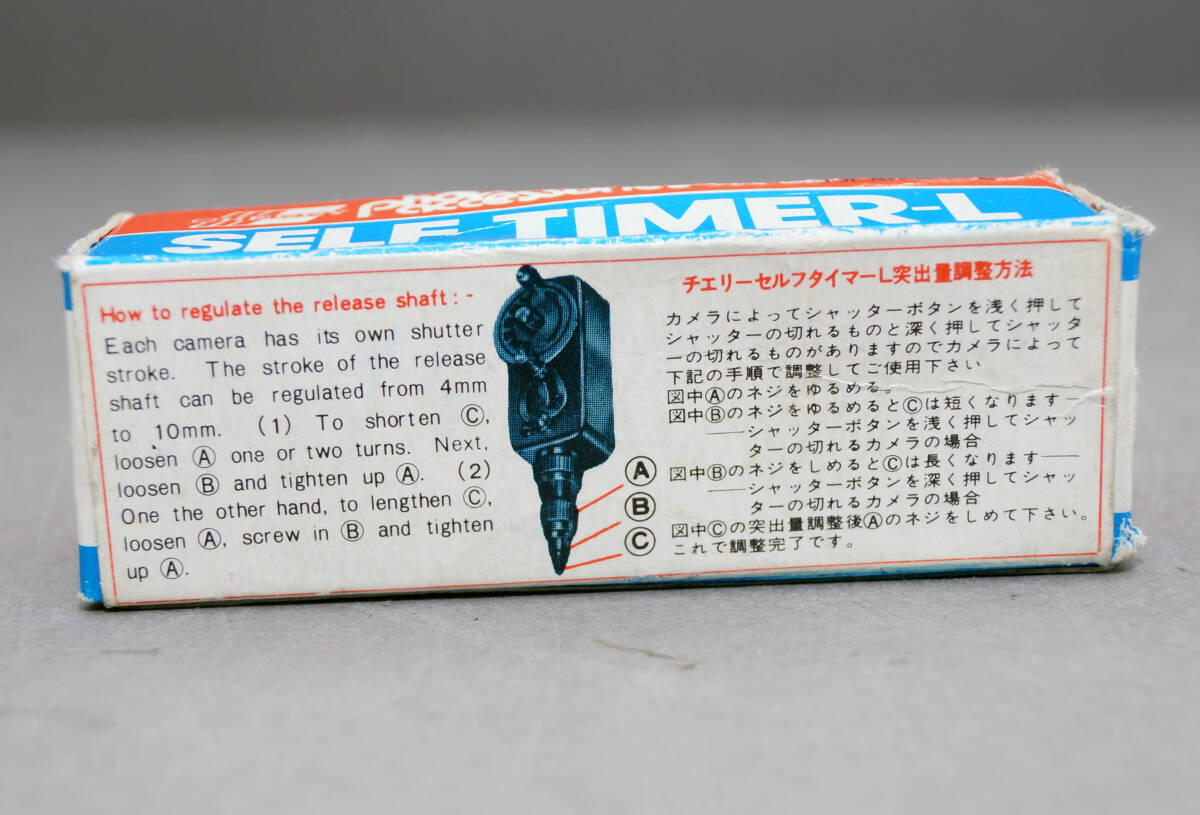 SELF TIMER-L
How to regulate the release shaft : -
Each camera has its own shutter
stroke. The stroke of the release
shaft can be regulated from 4mm
to 10mm. (1) To shorten Ⓒ,
loosen Ⓐ one or two turns. Next,
loosen Ⓑ and tighten up Ⓐ. (2)
One the other hand, to lengthen Ⓒ,
loosen Ⓐ, screw in Ⓑ and tighten
up Ⓐ.
Ⓐ
Ⓑ
Ⓒ
チエリーセルフタイマーL突出量調整方法
カメラによってシャッターボタンを浅く押して
シャッターの切れるものと深く押してシャッタ
ーの切れるものがありますのでカメラによって
下記の手順で調整してご使用下さい
図中Ⓐのネジをゆるめる。
図中Ⓑのネジをゆるめるとⓒは短くなります―
――シャッターボタンを浅く押してシャッ
ターの切れるカメラの場合
図中Ⓑのネジをしめるとⓒは長くなります――
――シャッターボタンを深く押してシャッ
ターの切れるカメラの場合
図中Ⓒの突出量調整後Ⓐのネジをしめて下さい。
これで調整完了です。